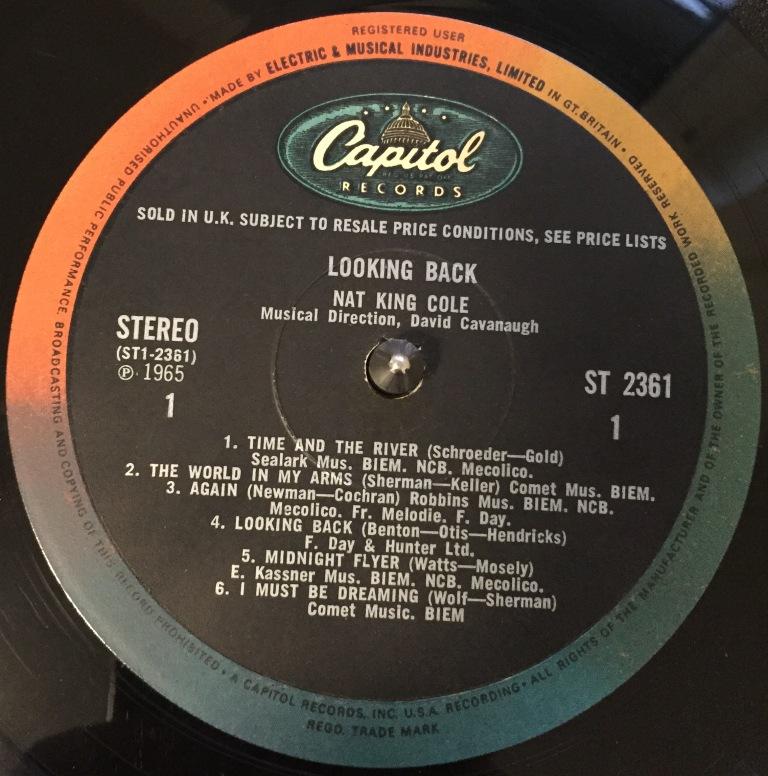 REGISTERED USER
UNAUTHORISED PUBLIC PERFORMANCE, BROADCASTING AND COPYING OF THIS RECORD PROHIBITED • A CAPITOL RECORDS, INC. U.S.A. RECORDING • ALL RIGHTS OF THE MANUFACTURER AND OF THE OWNER OF THE RECORDED WORK RESERVED
• MADE BY ELECTRIC & MUSICAL INDUSTRIES, LIMITED IN GT. BRITAIN •
REGD. TRADE MARK
Capitol
RECORDS
SOLD IN U.K. SUBJECT TO RESALE PRICE CONDITIONS, SEE PRICE LISTS
LOOKING BACK
NAT KING COLE
Musical Direction, David Cavanaugh
STEREO
(ST1-2361)
℗ 1965
1
ST 2361
1
1. TIME AND THE RIVER (Schroeder—Gold)
Sealark Mus. BIEM. NCB. Mecolico.
2. THE WORLD IN MY ARMS (Sherman—Keller) Comet Mus. BIEM.
3. AGAIN (Newman—Cochran) Robbins Mus. BIEM. NCB.
Mecolico. Fr. Melodie. F. Day.
4. LOOKING BACK (Benton—Otis—Hendricks)
F. Day & Hunter Ltd.
5. MIDNIGHT FLYER (Watts—Mosely)
E. Kassner Mus. BIEM. NCB. Mecolico.
6. I MUST BE DREAMING (Wolf—Sherman)
Comet Music. BIEM